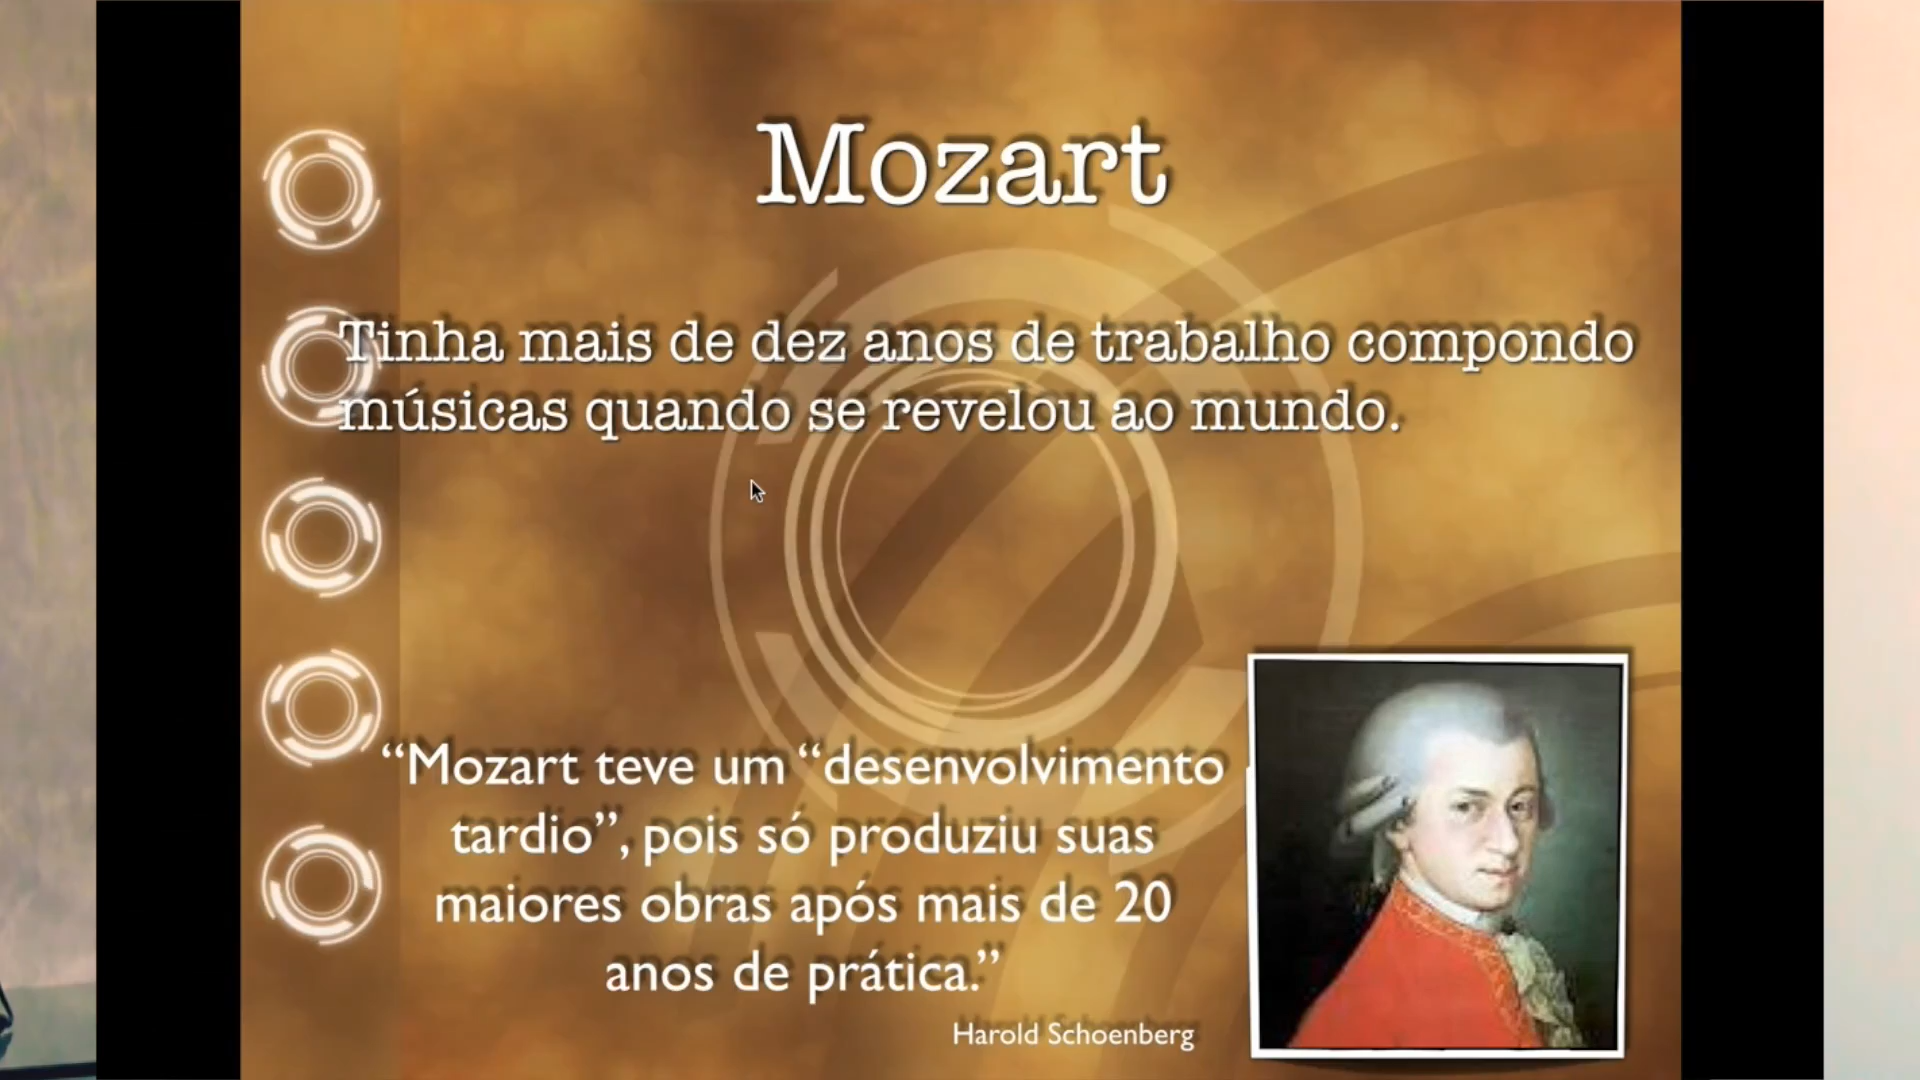 Mozart
Tinha mais de dez anos de trabalho compondo
músicas quando se revelou ao mundo.
“Mozart teve um “desenvolvimento
tardio”, pois só produziu suas
maiores obras após mais de 20
anos de prática.”
Harold Schoenberg